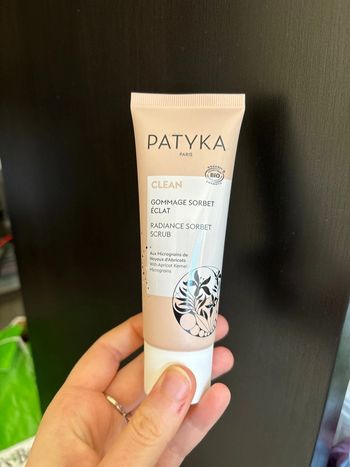 PATYKA
PARIS
BIO
CLEAN
GOMMAGE SORBET
ÉCLAT
RADIANCE SORBET
SCRUB
Aux Micrograins de
Noyaux d'Abricots
With Apricot Kernel
Micrograins